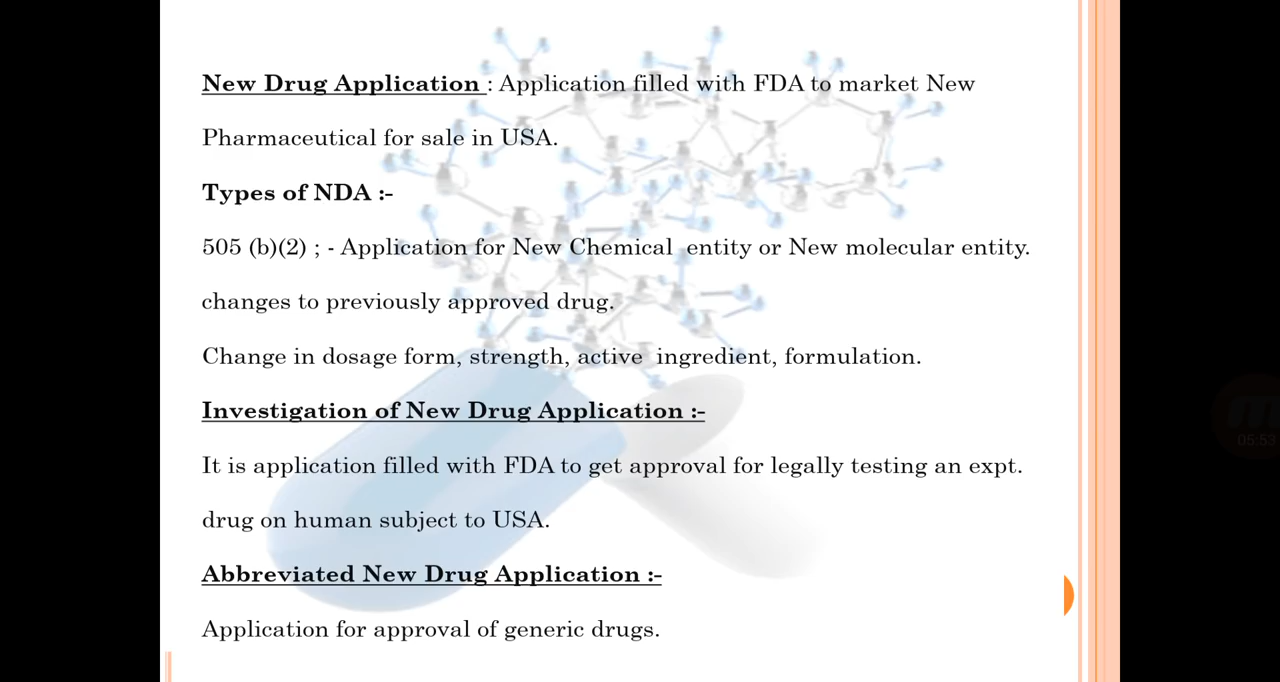 New Drug Application : Application filled with FDA to market New
Pharmaceutical for sale in USA.
Types of NDA :-
505 (b)(2) ; - Application for New Chemical entity or New molecular entity.
changes to previously approved drug.
Change in dosage form, strength, active ingredient, formulation.
Investigation of New Drug Application :-
It is application filled with FDA to get approval for legally testing an expt.
drug on human subject to USA.
Abbreviated New Drug Application :-
Application for approval of generic drugs.
05:53